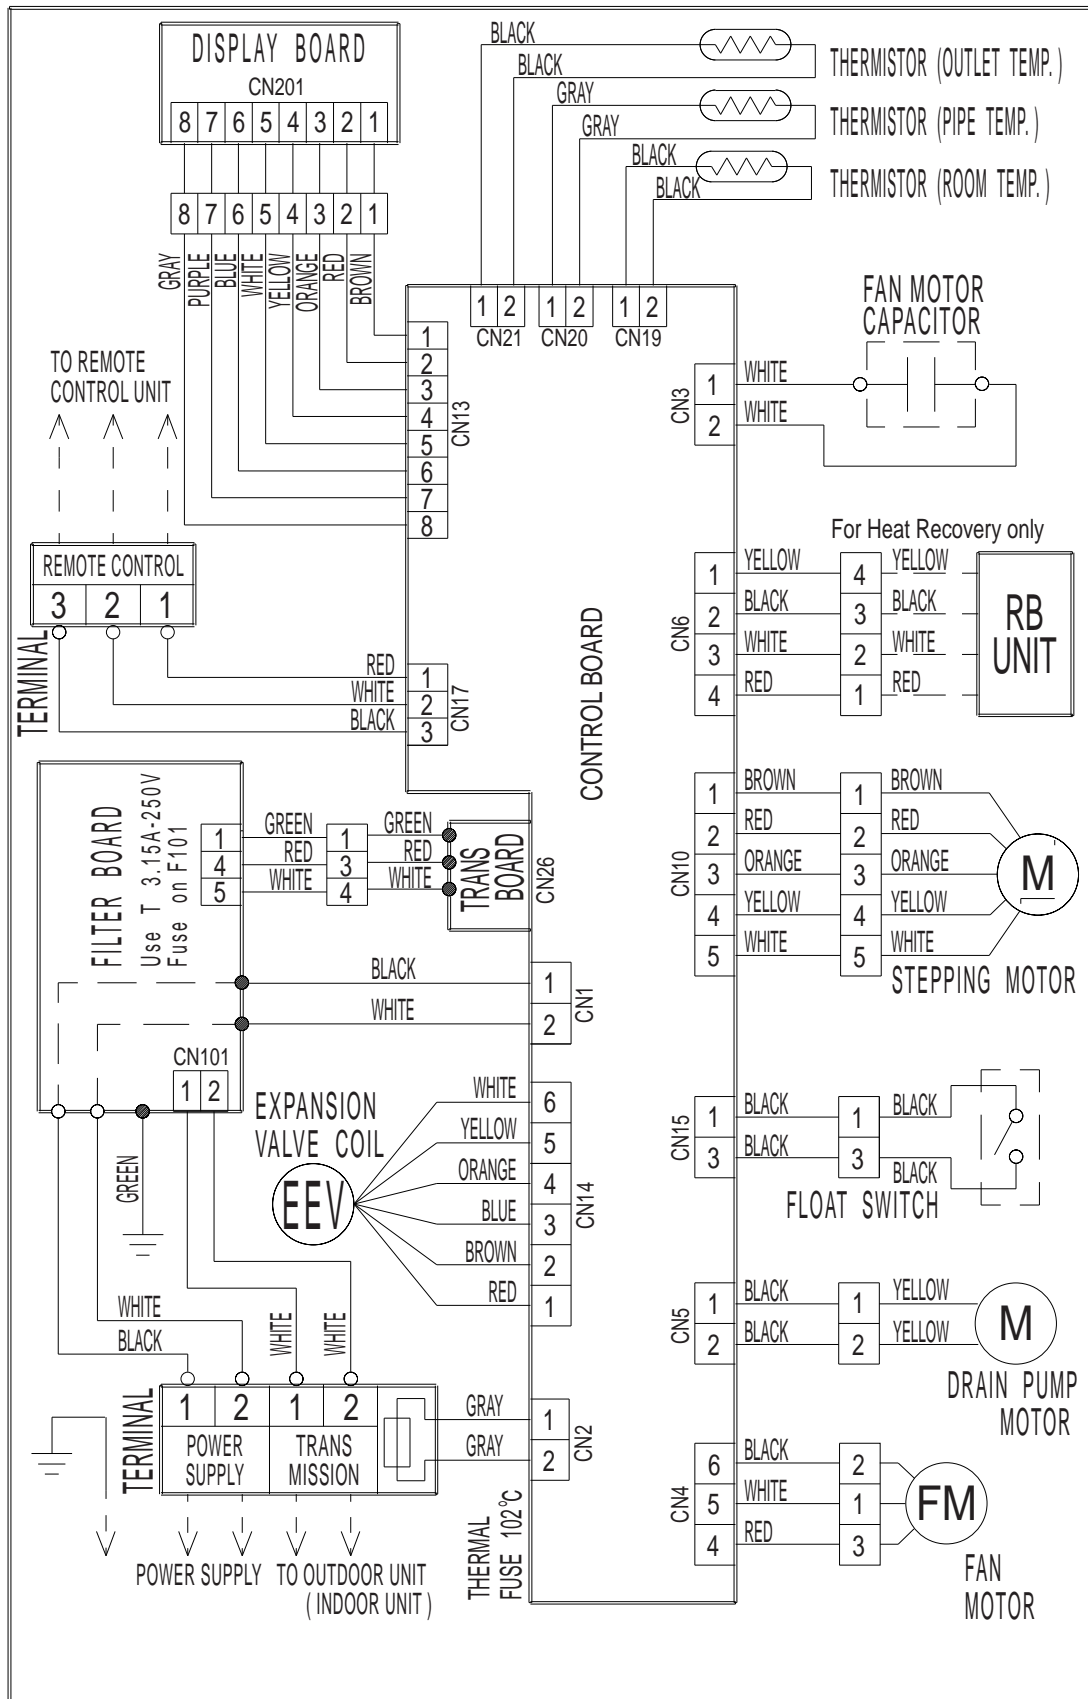 DISPLAY BOARD
CN201
8 7 6 5 4 3 2 1
8 7 6 5 4 3 2 1
GRAY
PURPLE
BLUE
WHITE
YELLOW
ORANGE
RED
BROWN
BLACK
BLACK
THERMISTOR (OUTLET TEMP.)
GRAY
GRAY
THERMISTOR (PIPE TEMP.)
BLACK
BLACK
THERMISTOR (ROOM TEMP.)
1 2
CN21
1 2
CN20
1 2
CN19
1
2
3
4
5
6
7
8
CN13
TO REMOTE
CONTROL UNIT
REMOTE CONTROL
3 2 1
TERMINAL
RED
WHITE
BLACK
1
2
3
CN17
CONTROL BOARD
FAN MOTOR
CAPACITOR
CN3
1 WHITE
2 WHITE
For Heat Recovery only
CN6
1 YELLOW 4 YELLOW
2 BLACK 3 BLACK
3 WHITE 2 WHITE
4 RED 1 RED
RB
UNIT
CN10
1 BROWN 1 BROWN
2 RED 2 RED
3 ORANGE 3 ORANGE
4 YELLOW 4 YELLOW
5 WHITE 5 WHITE
M
STEPPING MOTOR
FILTER BOARD
Use T 3.15A-250V
Fuse on F101
1 GREEN 1 GREEN
4 RED 3 RED
5 WHITE 4 WHITE
TRANS
BOARD
CN26
BLACK 1
WHITE 2
CN1
CN101
1 2
GREEN
EXPANSION
VALVE COIL
EEV
WHITE 6
YELLOW 5
ORANGE 4
BLUE 3
BROWN 2
RED 1
CN14
CN15
1 BLACK 1 BLACK
3 BLACK 3 BLACK
FLOAT SWITCH
CN5
1 BLACK 1 YELLOW
2 BLACK 2 YELLOW
M
DRAIN PUMP
MOTOR
WHITE
BLACK
WHITE
WHITE
TERMINAL
1 2 1 2
POWER
SUPPLY
TRANS
MISSION
GRAY 1
GRAY 2
CN2
THERMAL
FUSE 102°C
POWER SUPPLY
TO OUTDOOR UNIT
( INDOOR UNIT )
CN4
6 BLACK 2
5 WHITE 1
4 RED 3
FM
FAN
MOTOR